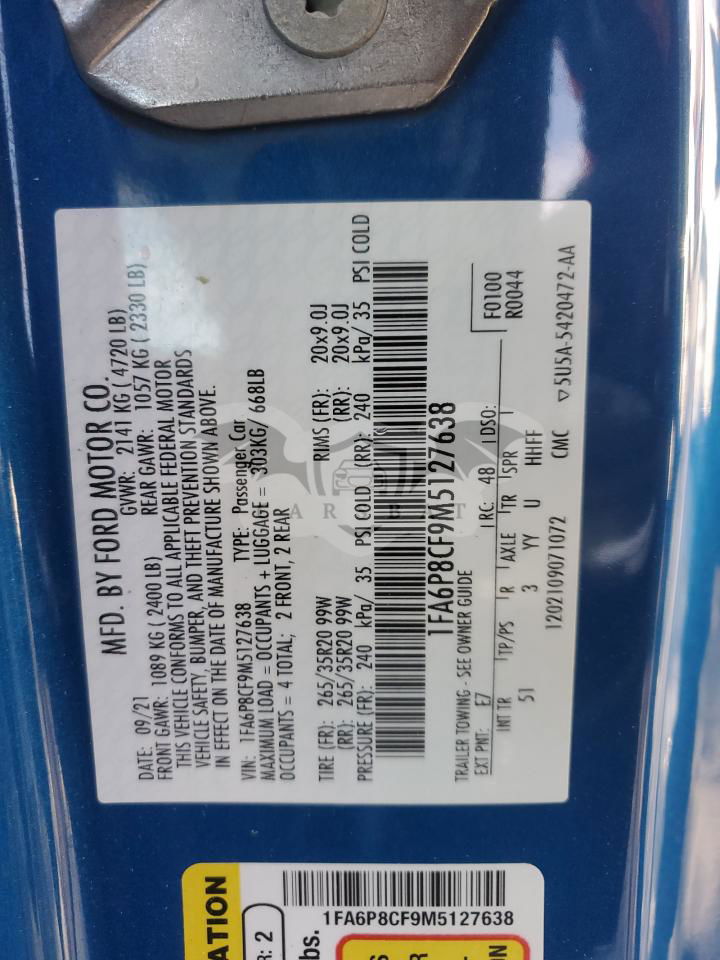 MFD. BY FORD MOTOR CO.
DATE: 09/21 GVWR: 2141 KG ( 4720 LB)
FRONT GAWR: 1089 KG ( 2400 LB) REAR GAWR: 1057 KG ( 2330 LB)
THIS VEHICLE CONFORMS TO ALL APPLICABLE FEDERAL MOTOR
VEHICLE SAFETY, BUMPER, AND THEFT PREVENTION STANDARDS
IN EFFECT ON THE DATE OF MANUFACTURE SHOWN ABOVE.
VIN: 1FA6P8CF9M5127638 TYPE: Passenger Car
MAXIMUM LOAD = OCCUPANTS + LUGGAGE = 303KG/ 668LB
OCCUPANTS = 4 TOTAL; 2 FRONT, 2 REAR
TIRE (FR): 265/35R20 99W RIMS (FR): 20x9.0J
(RR): 265/35R20 99W (RR): 20x9.0J
PRESSURE (FR): 240 kPa/ 35 PSI COLD (RR): 240 kPa/ 35 PSI COLD
1FA6P8CF9M5127638
TRAILER TOWING - SEE OWNER GUIDE
EXT PNT: E7 RC: 48 DSO: F0100
R0044
INT TR TP/PS R AXLE TR SPR T
51 3 YY U HHFF
1202109071072 CMC ▽5U5A-5420472-AA
1FA6P8CF9M5127638
ATION
R: 2
lbs.